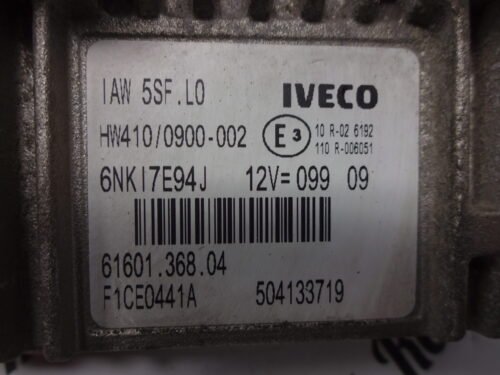 IAW 5SF.L0
IVECO
HW410/0900-002
E3
10 R-02 6192
110 R-006051
6NK17E94J 12V= 099 09
61601.368.04
F1CE0441A 504133719